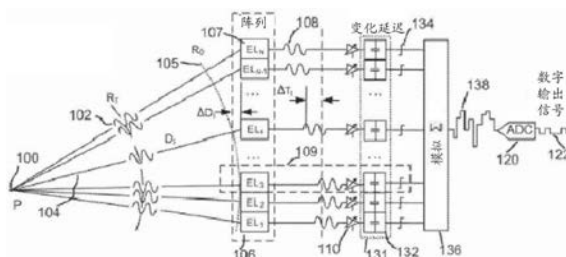 阵列
变化延迟
107
108
134
105
R₀
ELₙ
ELₙ₋₁
138
数字
输出
信号
R₁
102
ΔDᵢ
ΔTᵢ
...
...
...
模拟 Σ
ADC
Dᵢ
ELᵢ
109
120
122
100
P
104
...
...
...
EL₃
EL₂
EL₁
106
110
131
132
136